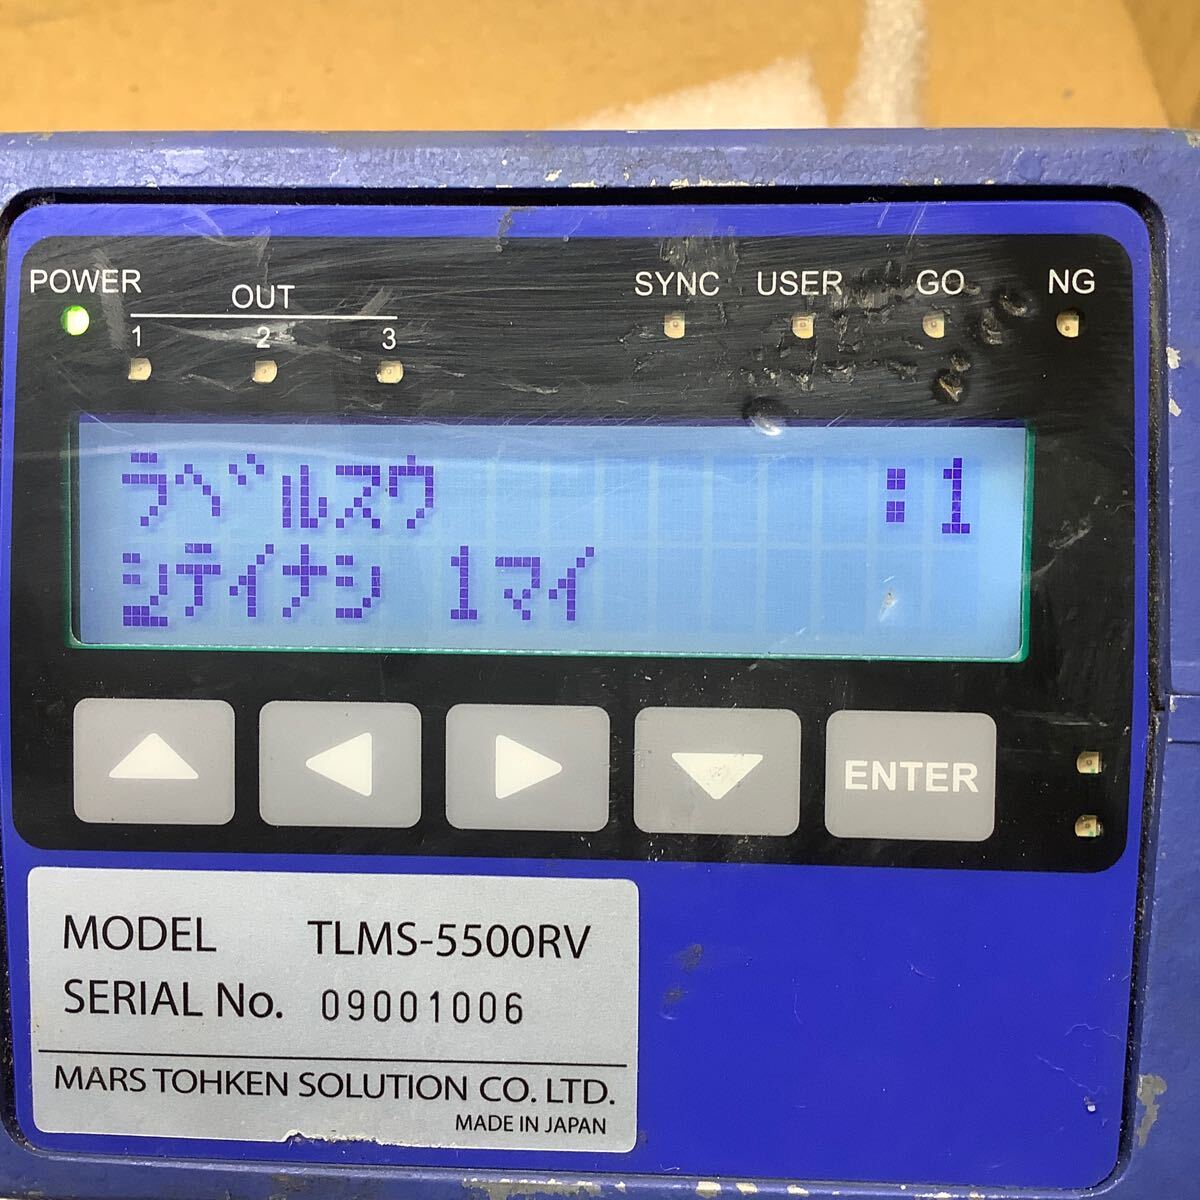 POWER
OUT
1 2 3
SYNC USER GO NG
ラベルスウ :1
シテイナシ 1マイ
ENTER
MODEL TLMS-5500RV
SERIAL No. 09001006
MARS TOHKEN SOLUTION CO. LTD.
MADE IN JAPAN